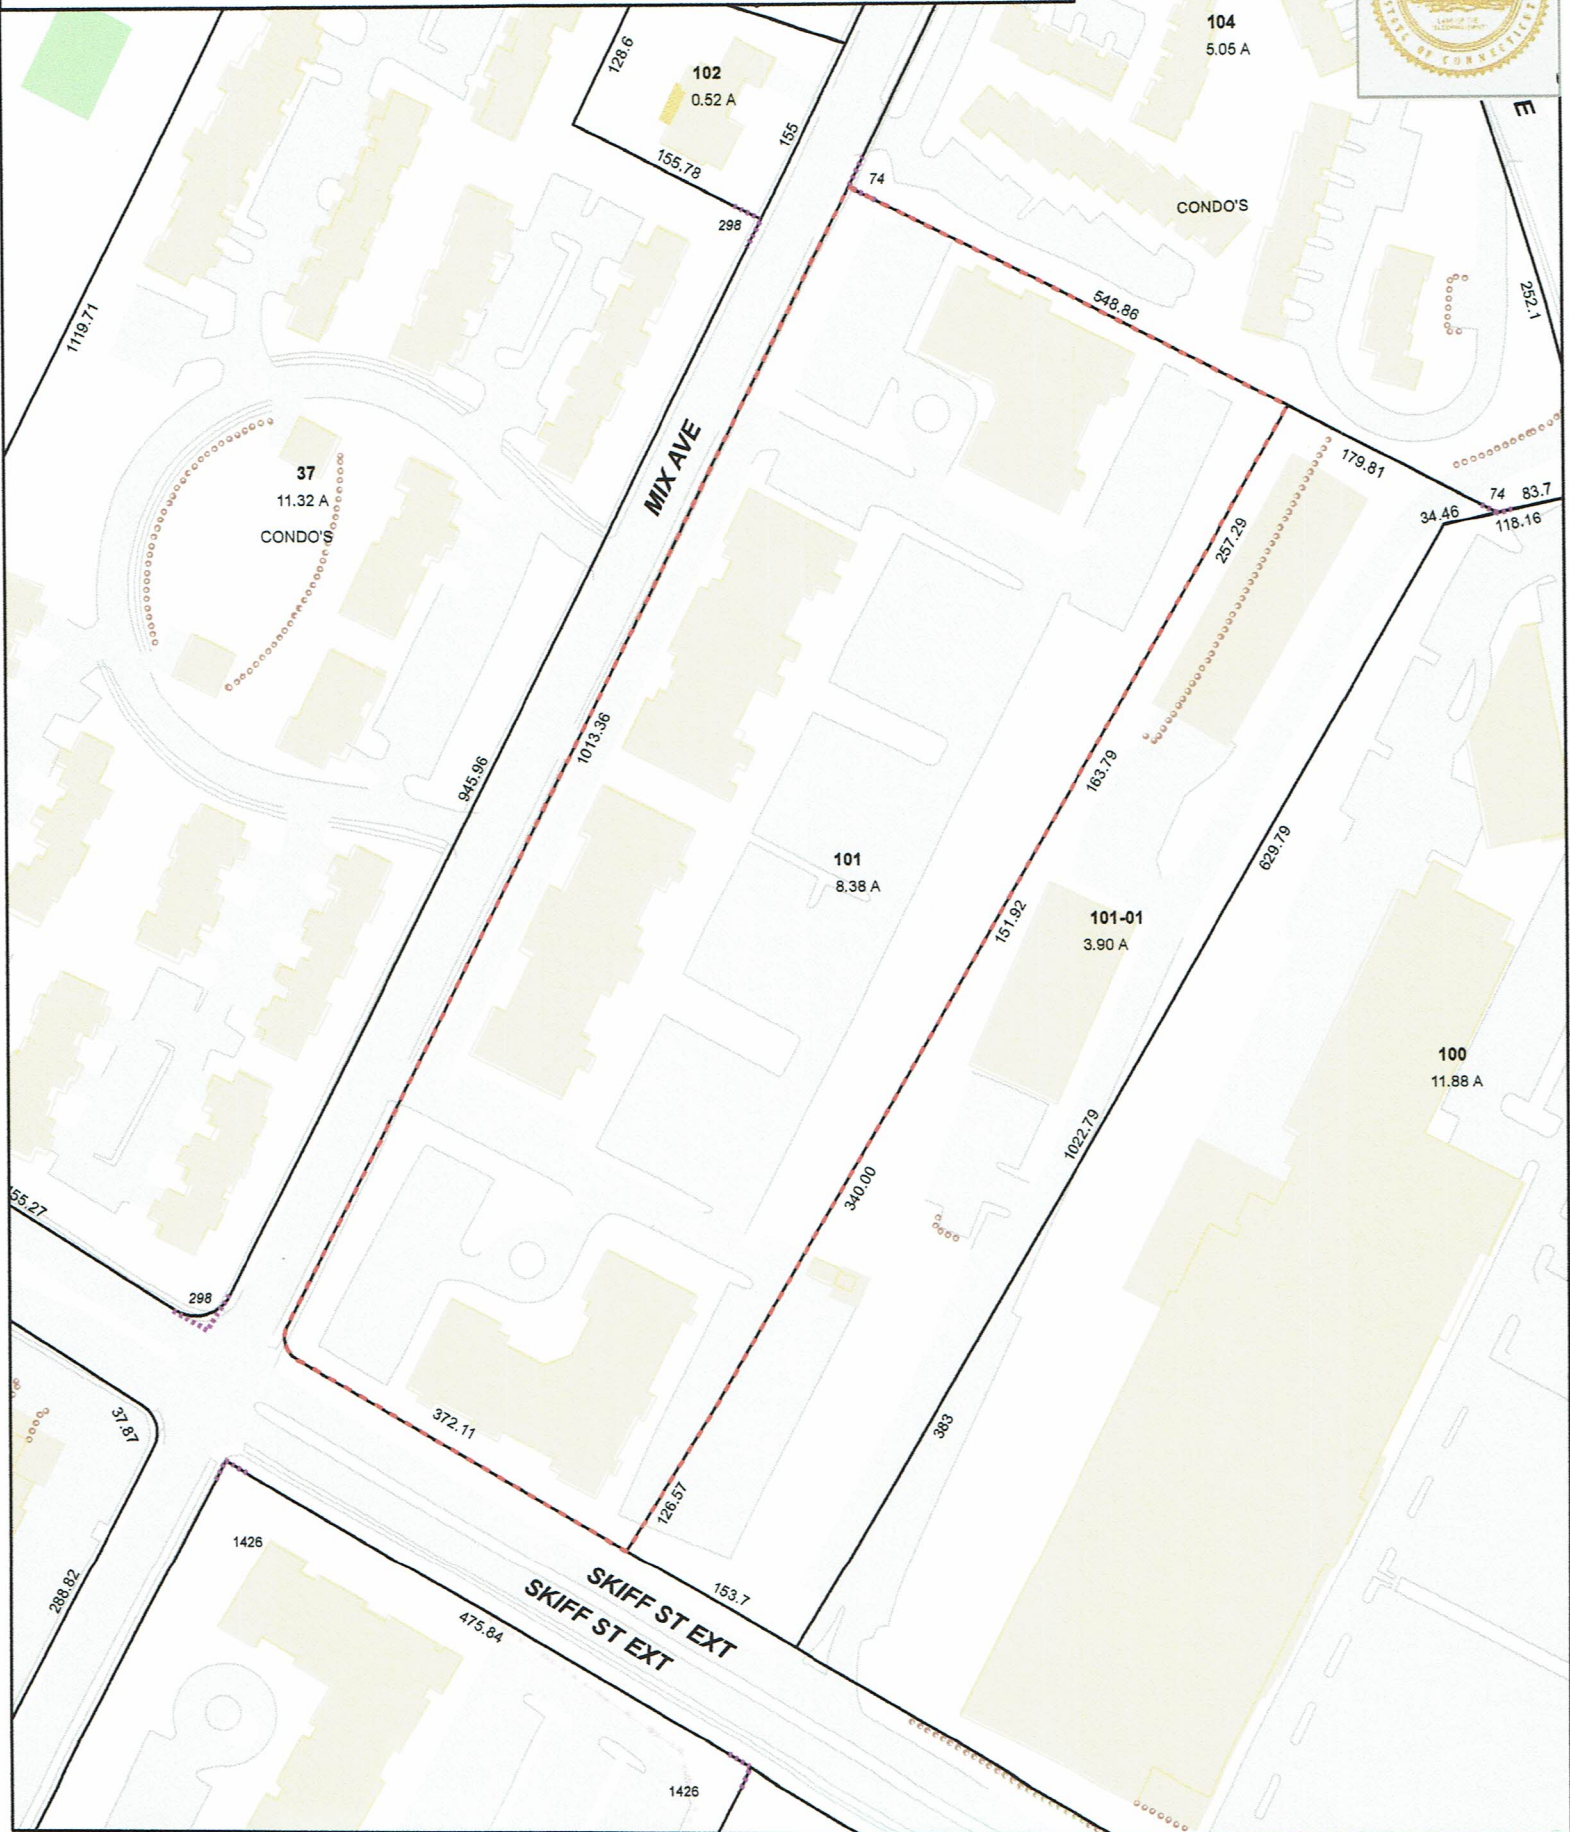 104
5.05 A
STATE OF CONNECTICUT
E
128.6
102
0.52 A
155
155.78
298
74
CONDO'S
252.1
1119.71
548.86
MIX AVE
37
11.32 A
CONDO'S
179.81
74
83.7
34.46
118.16
257.29
1013.36
945.96
163.79
101
8.38 A
629.79
151.92
101-01
3.90 A
100
11.88 A
1022.79
340.00
55.27
298
37.87
372.11
383
126.57
1426
288.82
153.7
SKIFF ST EXT
SKIFF ST EXT
475.84
1426